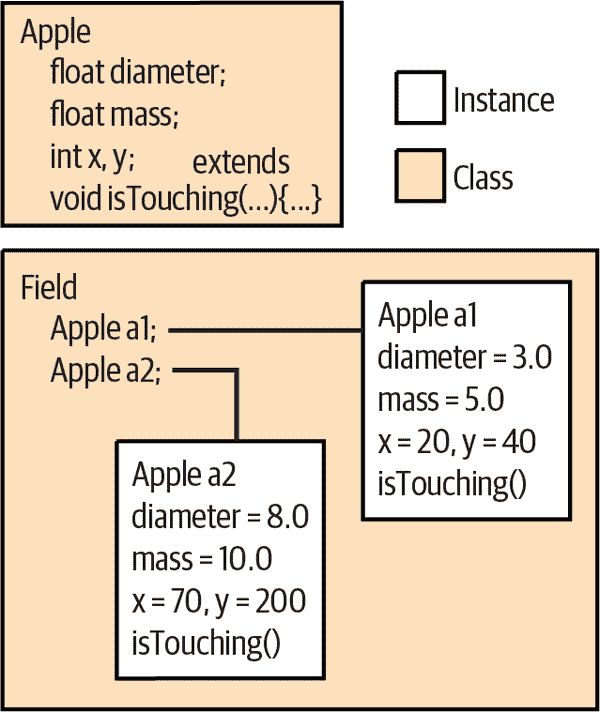 Apple
float diameter;
float mass;
int x, y;
extends
void isTouching(...){...}
Instance
Class
Field
Apple a1;
Apple a2;
Apple a1
diameter = 3.0
mass = 5.0
x = 20, y = 40
isTouching()
Apple a2
diameter = 8.0
mass = 10.0
x = 70, y = 200
isTouching()